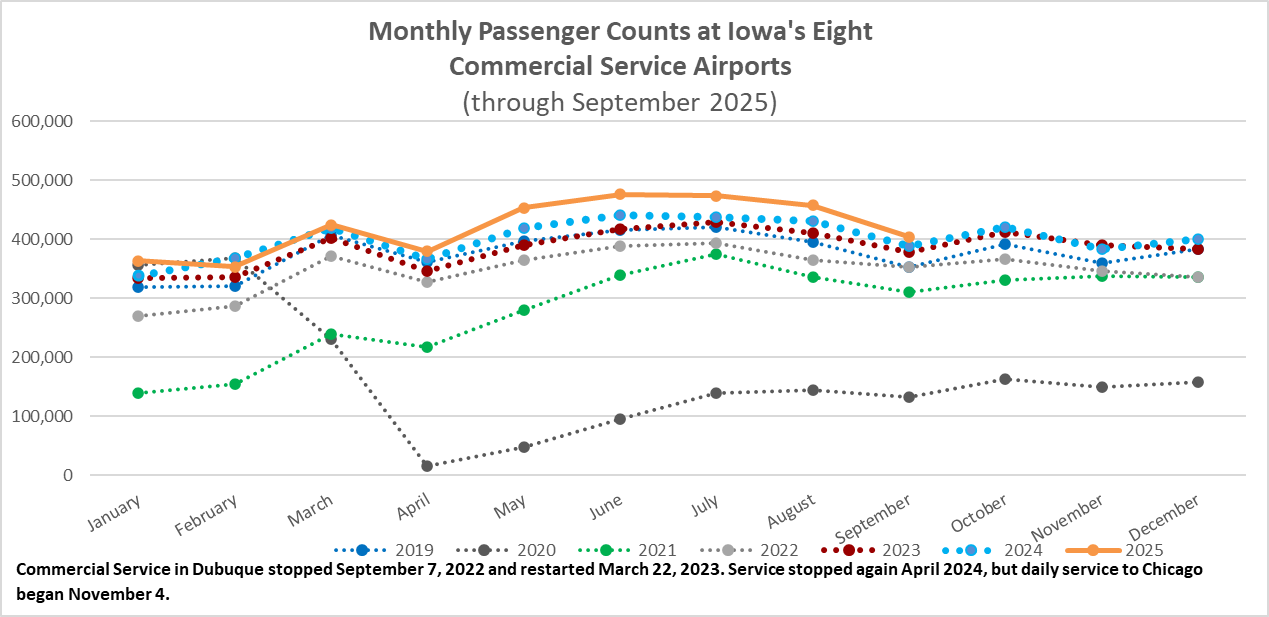 Monthly Passenger Counts at Iowa's Eight
Commercial Service Airports
(through September 2025)
600,000
500,000
400,000
300,000
200,000
100,000
0
January
February
March
April
May
June
July
August
September
October
November
December
2019
2020
2021
2022
2023
2024
2025
Commercial Service in Dubuque stopped September 7, 2022 and restarted March 22, 2023. Service stopped again April 2024, but daily service to Chicago
began November 4.